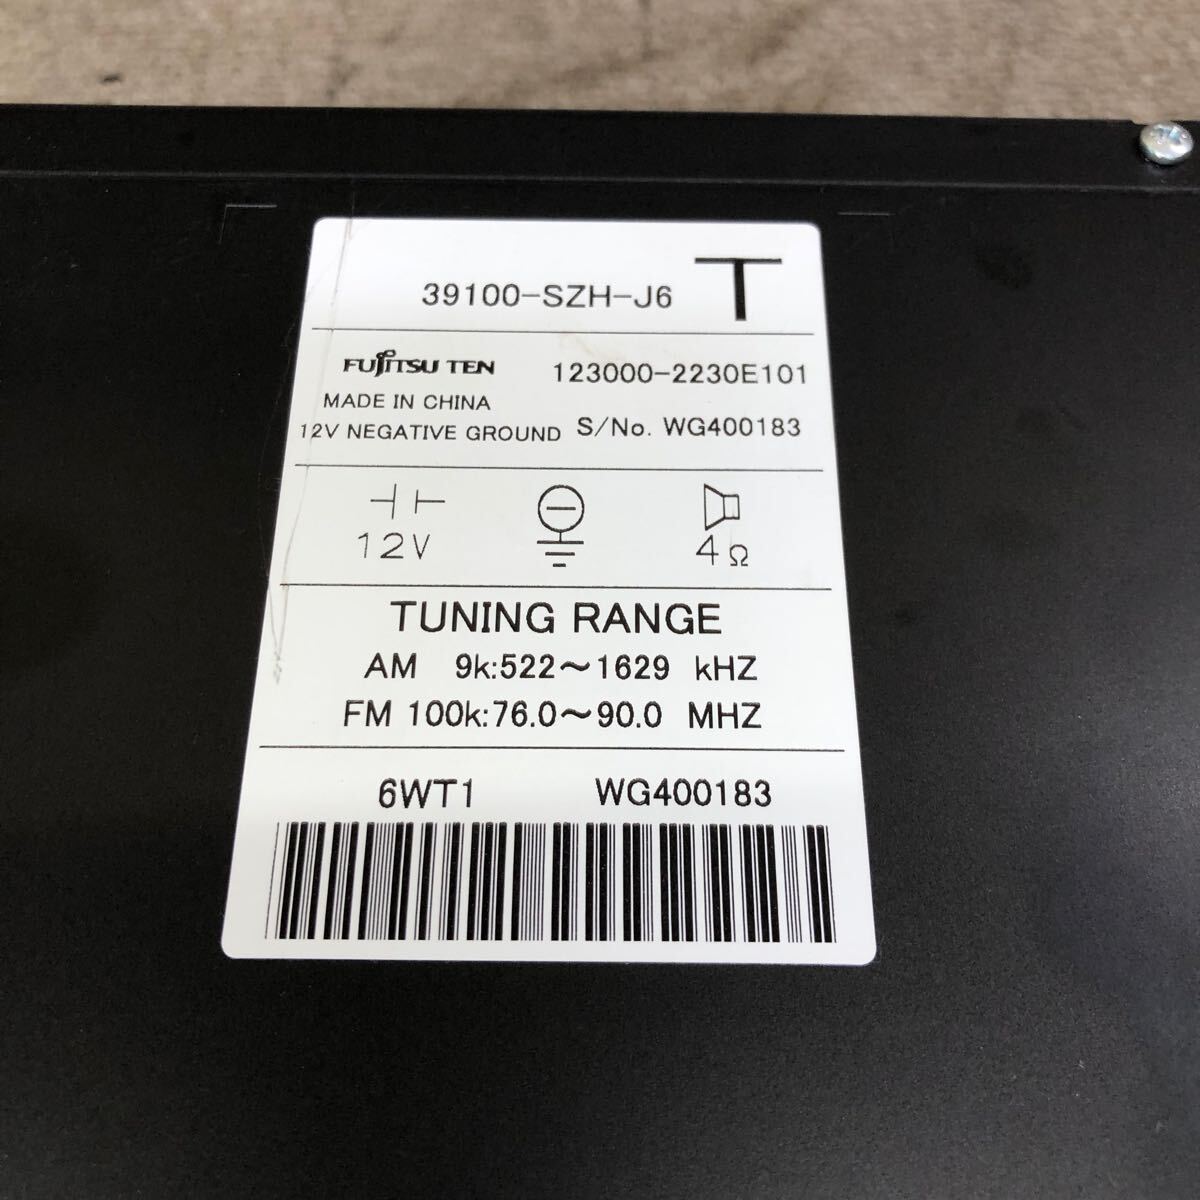 39100-SZH-J6 T
FUJITSU TEN 123000-2230E101
MADE IN CHINA
12V NEGATIVE GROUND S/No. WG400183
12V 4Ω
TUNING RANGE
AM 9k:522～1629 kHZ
FM 100k:76.0～90.0 MHZ
6WT1 WG400183